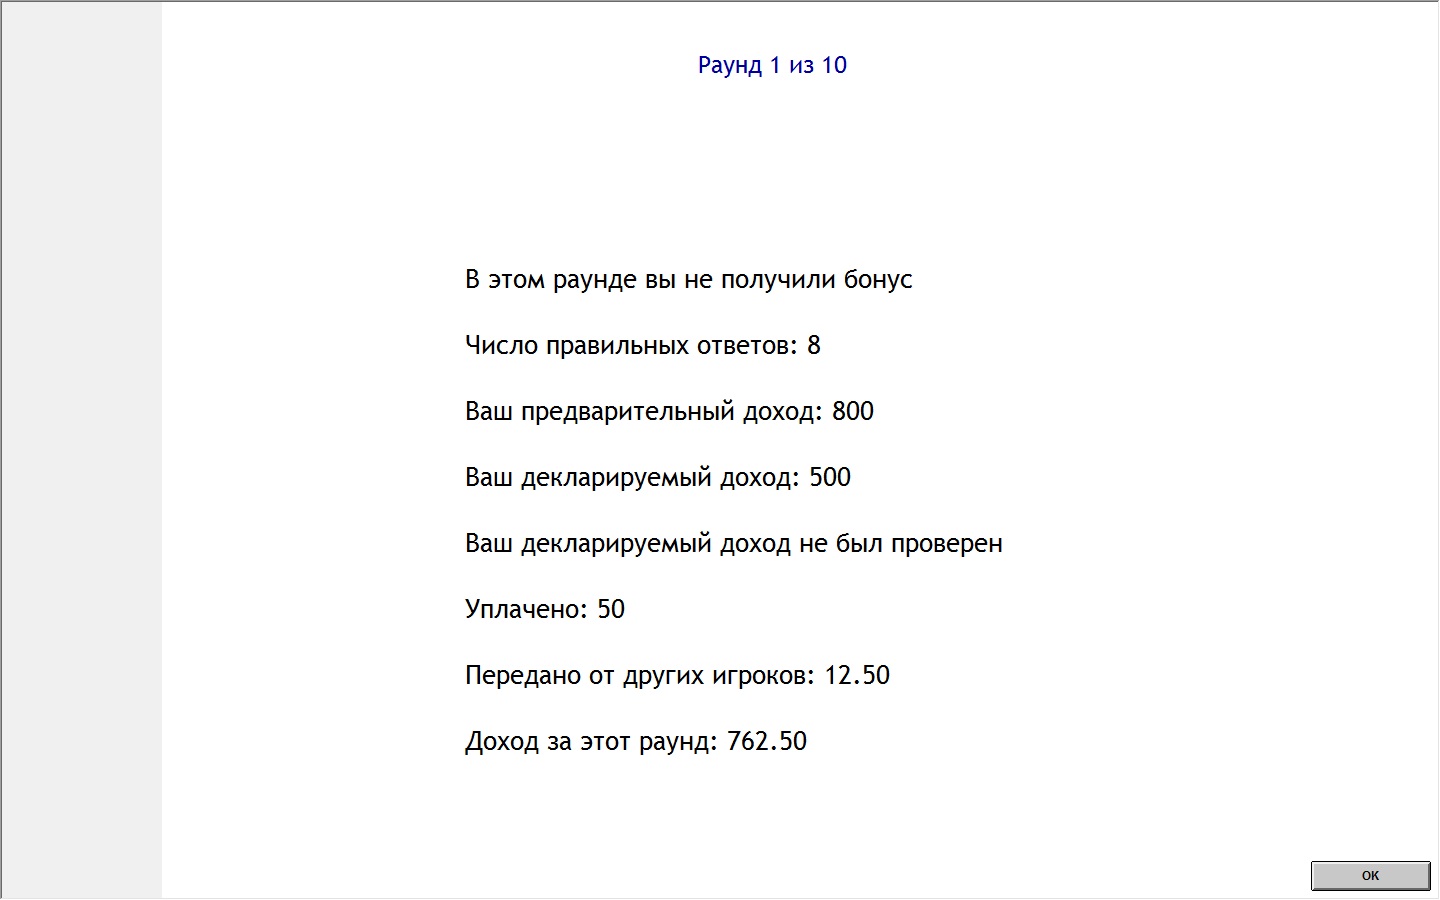 Раунд 1 из 10
В этом раунде вы не получили бонус
Число правильных ответов: 8
Ваш предварительный доход: 800
Ваш декларируемый доход: 500
Ваш декларируемый доход не был проверен
Уплачено: 50
Передано от других игроков: 12.50
Доход за этот раунд: 762.50
ОК